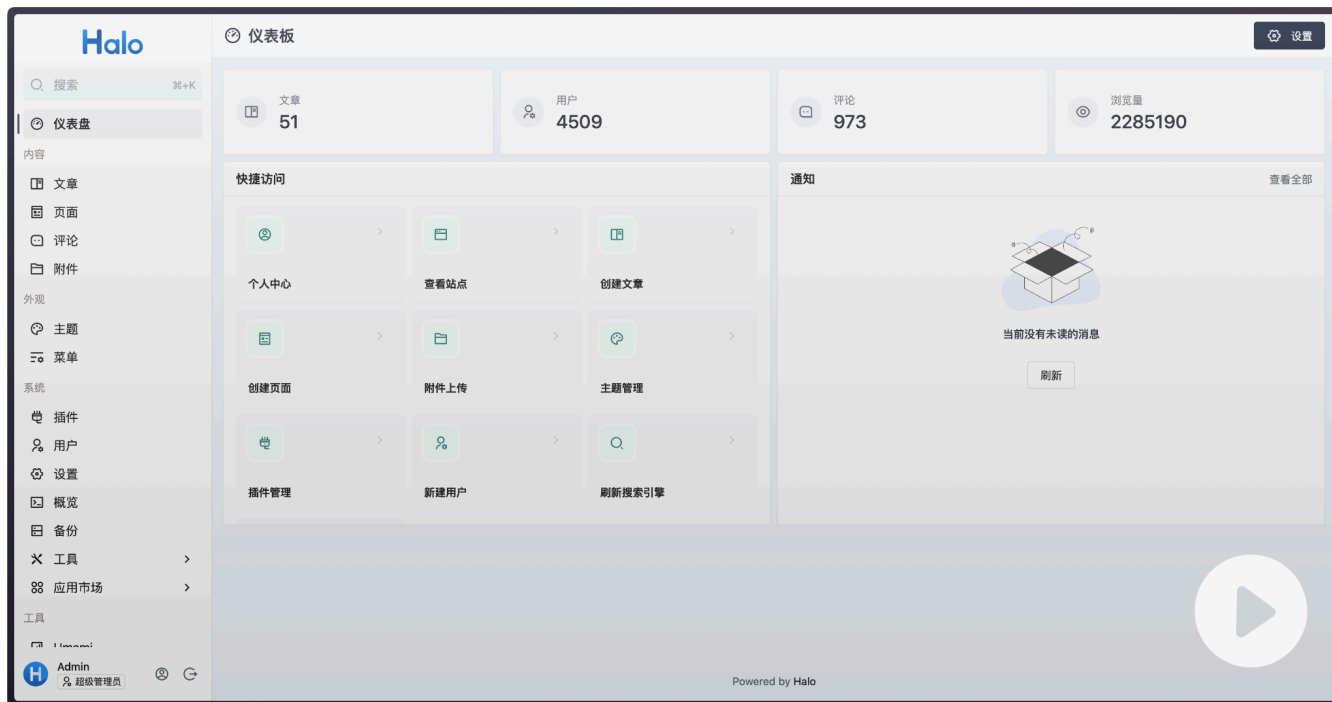 Halo
搜索 ⌘+K
仪表盘
内容
文章
页面
评论
附件
外观
主题
菜单
系统
插件
用户
设置
概览
备份
工具
应用市场
工具
Umami
Admin
超级管理员
仪表板
设置
文章
51
用户
4509
评论
973
浏览量
2285190
快捷访问
个人中心
查看站点
创建文章
创建页面
附件上传
主题管理
插件管理
新建用户
刷新搜索引擎
通知
查看全部
当前没有未读的消息
刷新
Powered by Halo